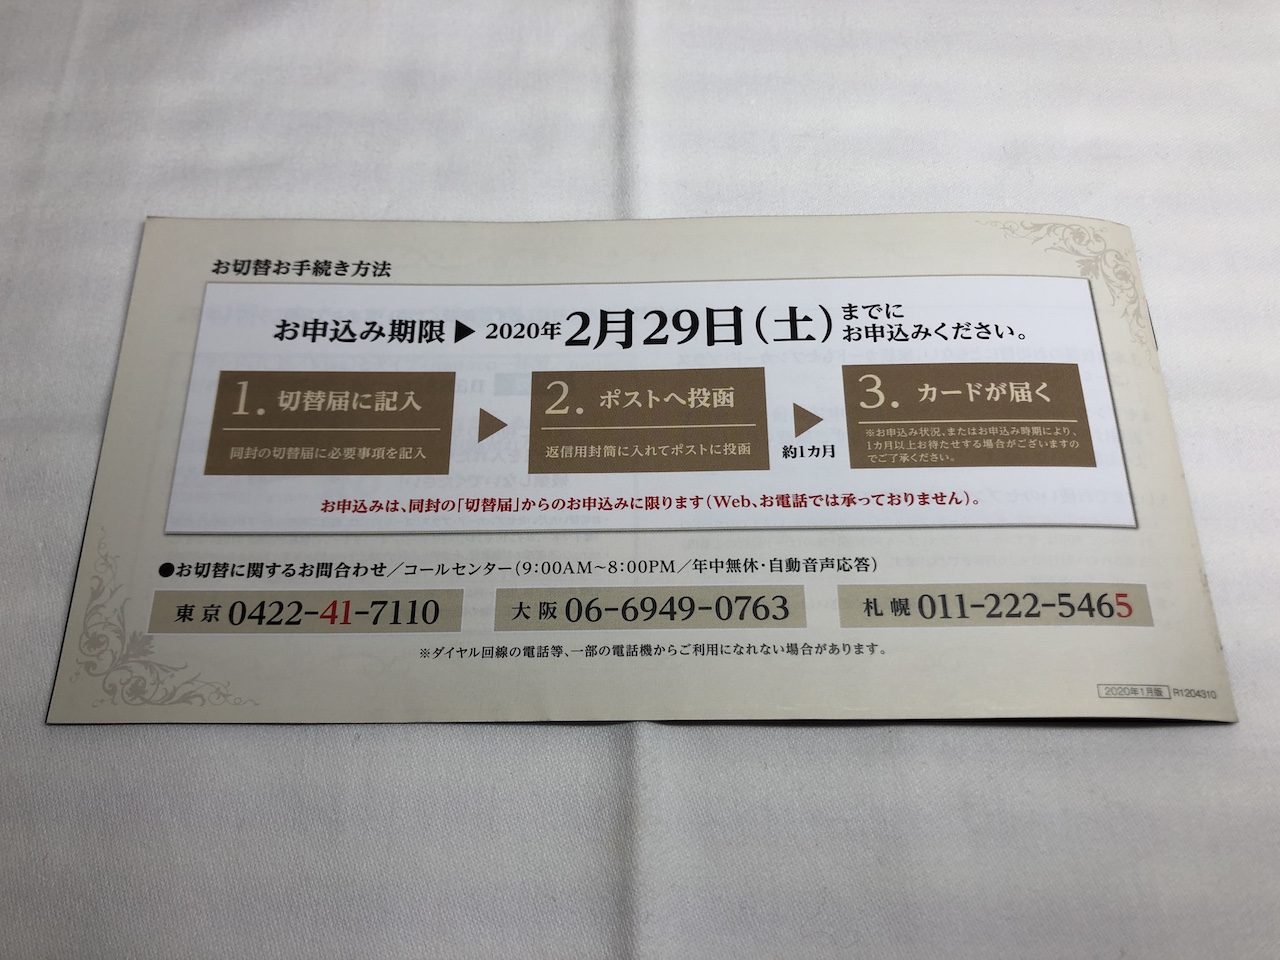 お切替お手続き方法
お申込み期限▶2020年2月29日(土)までにお申込みください。
1.切替届に記入
同封の切替届に必要事項を記入
2.ポストへ投函
返信用封筒に入れてポストに投函
約1カ月
3.カードが届く
※お申込み状況、またはお申込み時期により、
1カ月以上お待たせする場合がございますの
でご了承ください。
お申込みは、同封の「切替届」からのお申込みに限ります(Web、お電話では承っておりません)。
●お切替に関するお問合わせ/コールセンター(9:00AM~8:00PM/年中無休・自動音声応答)
東京 0422-41-7110
大阪 06-6949-0763
札幌 011-222-5465
※ダイヤル回線の電話等、一部の電話機からご利用になれない場合があります。
2020年1月版 R1204310